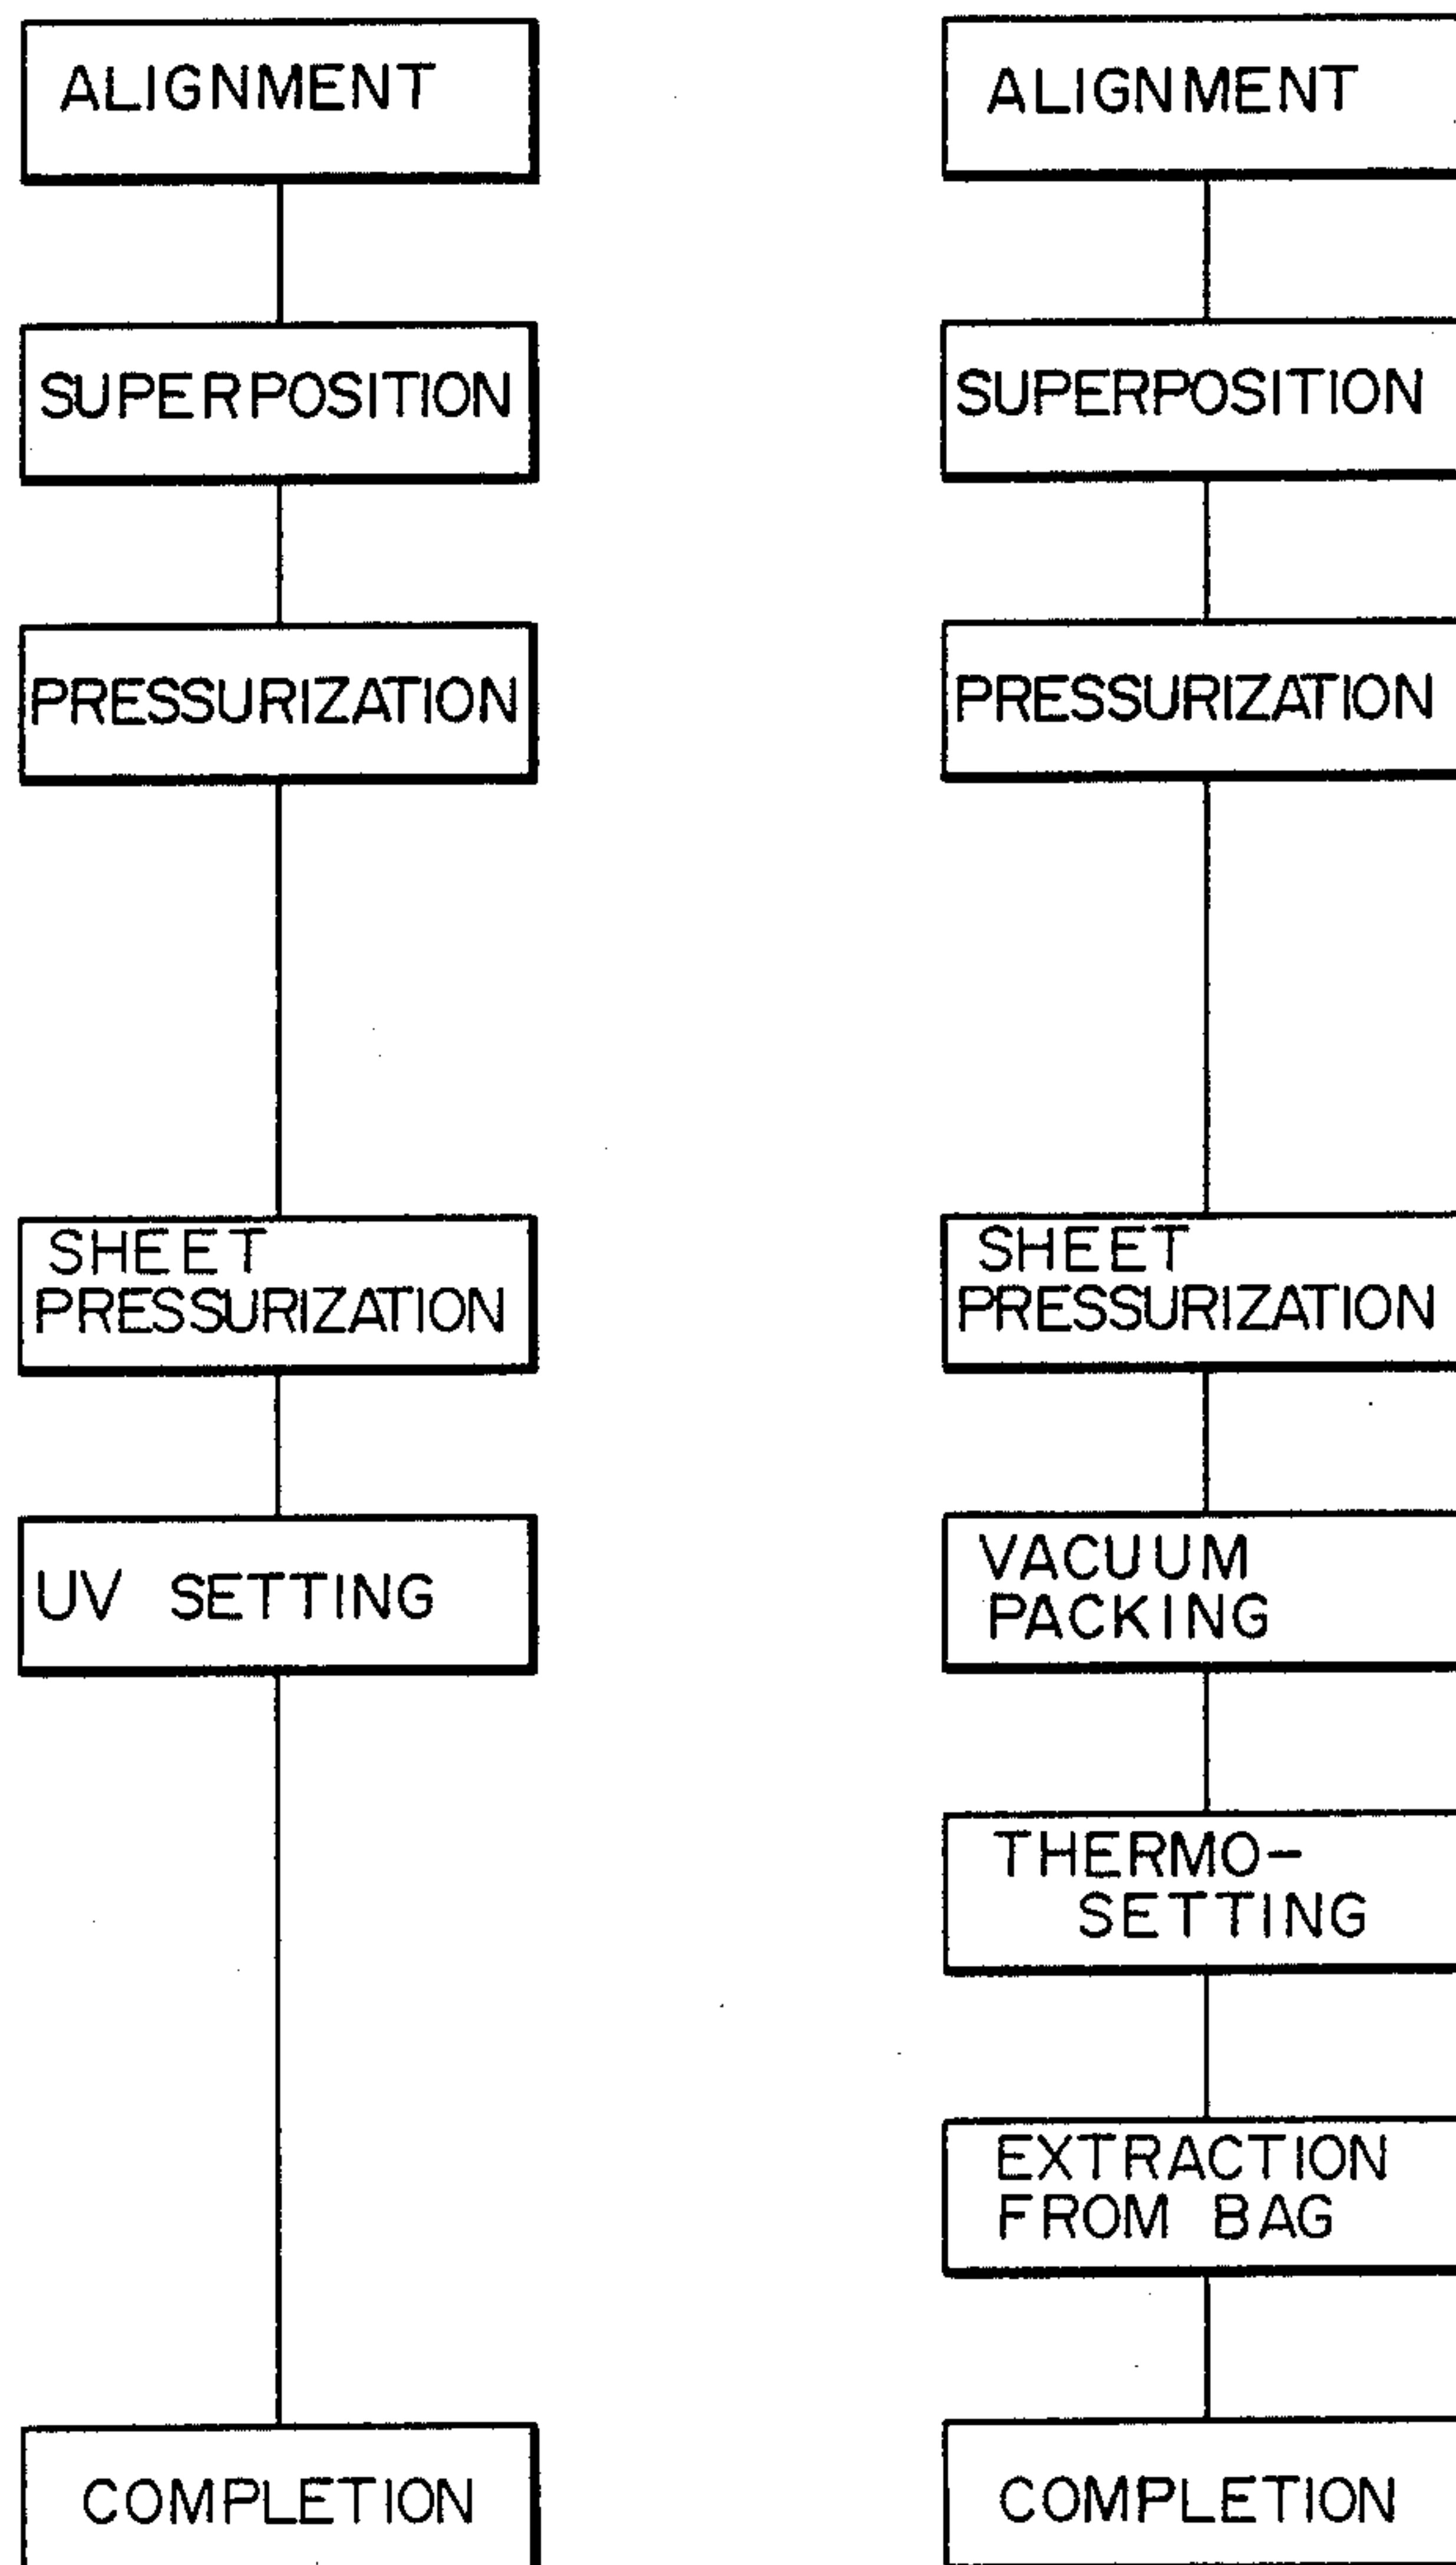 ALIGNMENT
SUPERPOSITION
PRESSURIZATION
SHEET
PRESSURIZATION
UV SETTING
COMPLETION
ALIGNMENT
SUPERPOSITION
PRESSURIZATION
SHEET
PRESSURIZATION
VACUUM
PACKING
THERMO-
SETTING
EXTRACTION
FROM BAG
COMPLETION